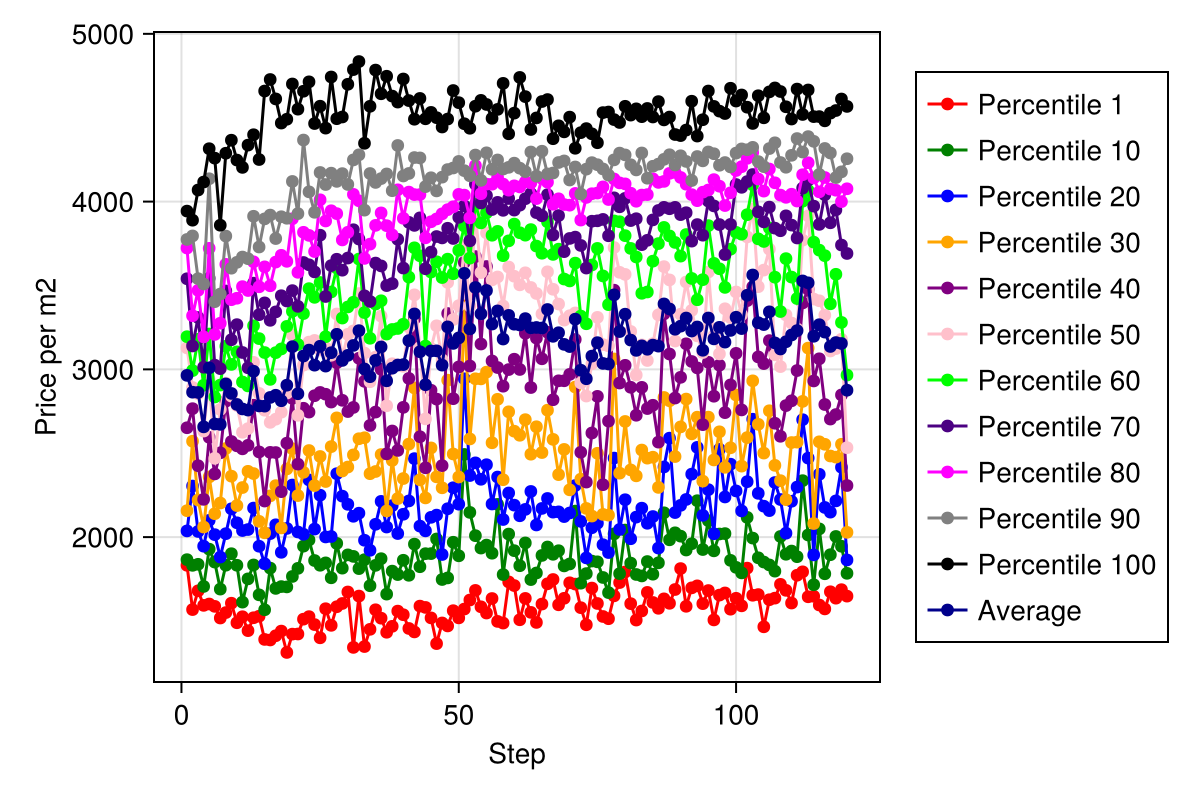 5000
4000
3000
2000
Price per m2
0
50
100
Step
Percentile 1
Percentile 10
Percentile 20
Percentile 30
Percentile 40
Percentile 50
Percentile 60
Percentile 70
Percentile 80
Percentile 90
Percentile 100
Average